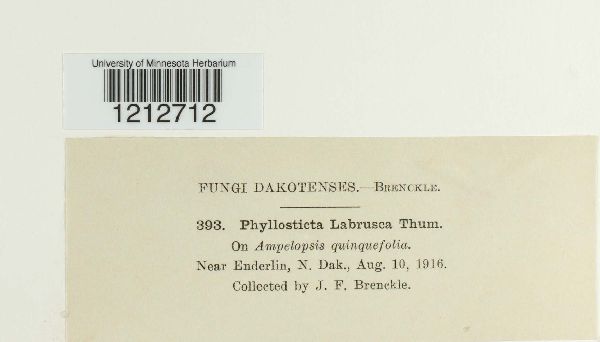 University of Minnesota Herbarium
1212712
FUNGI DAKOTENSES.—BRENCKLE.
393. Phyllosticta Labrusca Thum.
On Ampelopsis quinquefolia.
Near Enderlin, N. Dak., Aug. 10, 1916.
Collected by J. F. Brenckle.